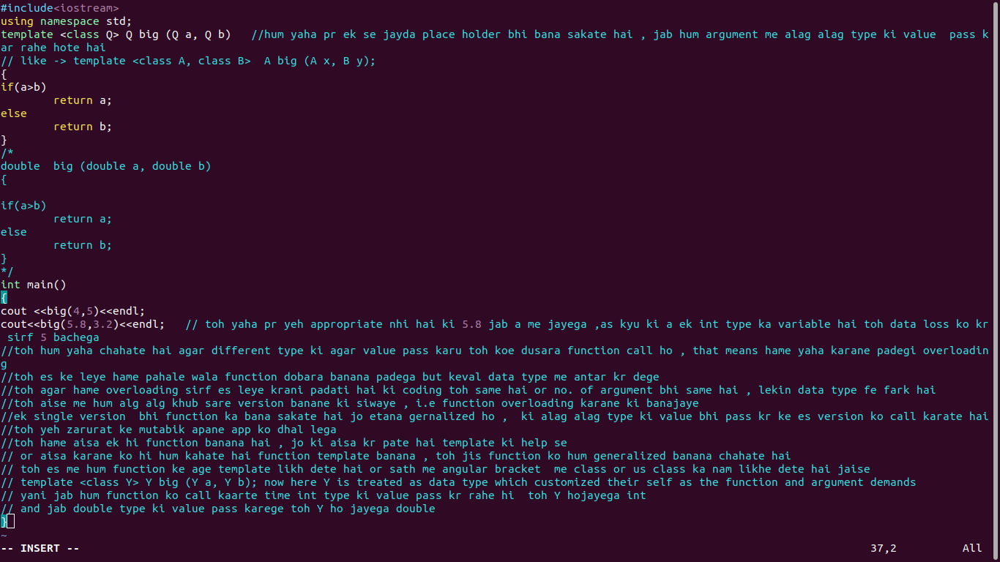 #include<iostream>
using namespace std;
template <class Q> Q big (Q a, Q b)   //hum yaha pr ek se jayda place holder bhi bana sakate hai , jab hum argument me alag alag type ki value  pass k
ar rahe hote hai
// like -> template <class A, class B>  A big (A x, B y);
{
if(a>b)
        return a;
else
        return b;
}
/*
double  big (double a, double b)
{

if(a>b)
        return a;
else
        return b;
}
*/
int main()
{
cout <<big(4,5)<<endl;
cout<<big(5.8,3.2)<<endl;   // toh yaha pr yeh appropriate nhi hai ki 5.8 jab a me jayega ,as kyu ki a ek int type ka variable hai toh data loss ko kr
 sirf 5 bachega
//toh hum yaha chahate hai agar different type ki agar value pass karu toh koe dusara function call ho , that means hame yaha karane padegi overloadin
g
//toh es ke leye hame pahale wala function dobara banana padega but keval data type me antar kr dege
//toh agar hame overloading sirf es leye krani padati hai ki coding toh same hai or no. of argument bhi same hai , lekin data type fe fark hai
//toh aise me hum alg alg khub sare version banane ki siwaye , i.e function overloading karane ki banajaye
//ek single version  bhi function ka bana sakate hai jo etana gernalized ho ,  ki alag alag type ki value bhi pass kr ke es version ko call karate hai
//toh yeh zarurat ke mutabik apane app ko dhal lega
//toh hame aisa ek hi function banana hai , jo ki aisa kr pate hai template ki help se
// or aisa karane ko hi hum kahate hai function template banana , toh jis function ko hum generalized banana chahate hai
// toh es me hum function ke age template likh dete hai or sath me angular bracket  me class or us class ka nam likhe dete hai jaise
// template <class Y> Y big (Y a, Y b); now here Y is treated as data type which customized their self as the function and argument demands
// yani jab hum function ko call kaarte time int type ki value pass kr rahe hi  toh Y hojayega int
// and jab double type ki value pass karege toh Y ho jayega double
}
~
-- INSERT --                                                                                                                        37,2          All